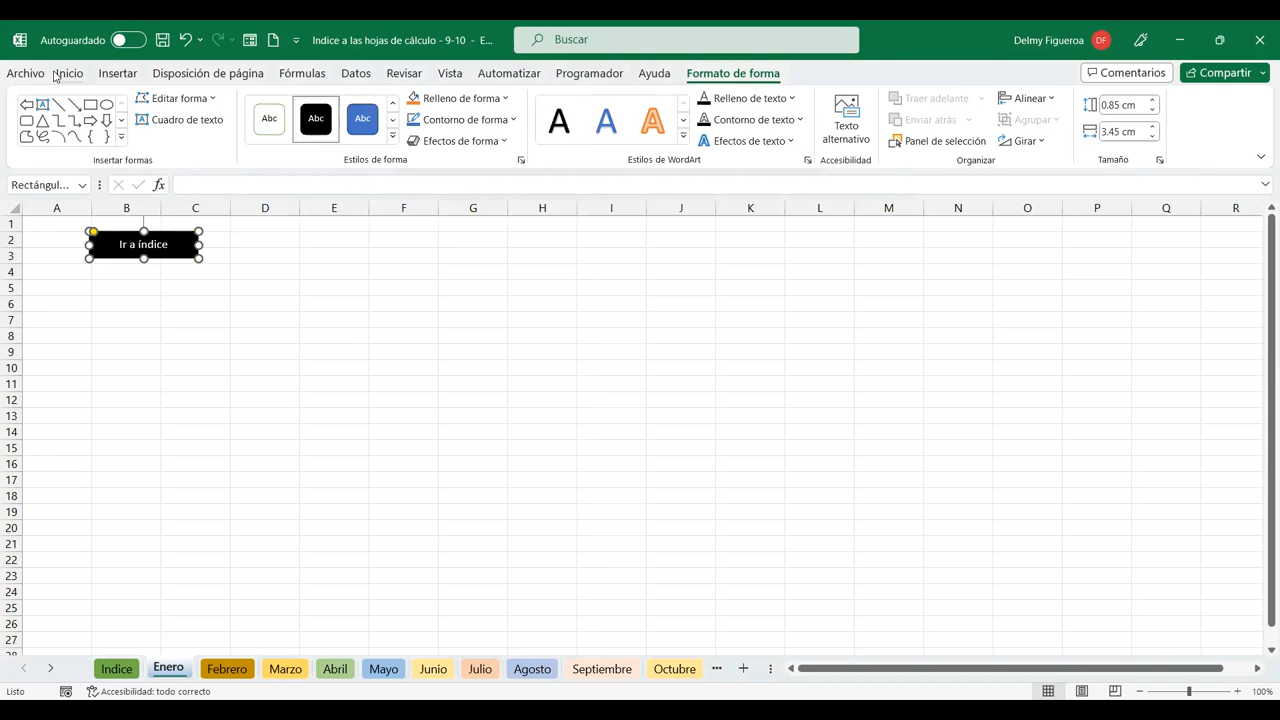 Autoguardado Indice a las hojas de cálculo - 9-10 - E... Buscar Delmy Figueroa DF
Archivo Inicio Insertar Disposición de página Fórmulas Datos Revisar Vista Automatizar Programador Ayuda Formato de forma Comentarios Compartir
Editar forma Abc Abc Abc Relleno de forma A A A Relleno de texto Traer adelante Alinear 0.85 cm
Cuadro de texto Contorno de forma Contorno de texto Texto alternativo Enviar atrás Agrupar 3.45 cm
Efectos de forma Efectos de texto Panel de selección Girar
Insertar formas Estilos de forma Estilos de WordArt Accesibilidad Organizar Tamaño
Rectángul... fx
A B C D E F G H I J K L M N O P Q R
1
2
Ir a índice
3
4
5
6
7
8
9
10
11
12
13
14
15
16
17
18
19
20
21
22
23
24
25
26
27
28
Indice Enero Febrero Marzo Abril Mayo Junio Julio Agosto Septiembre Octubre
Listo Accesibilidad: todo correcto 100%